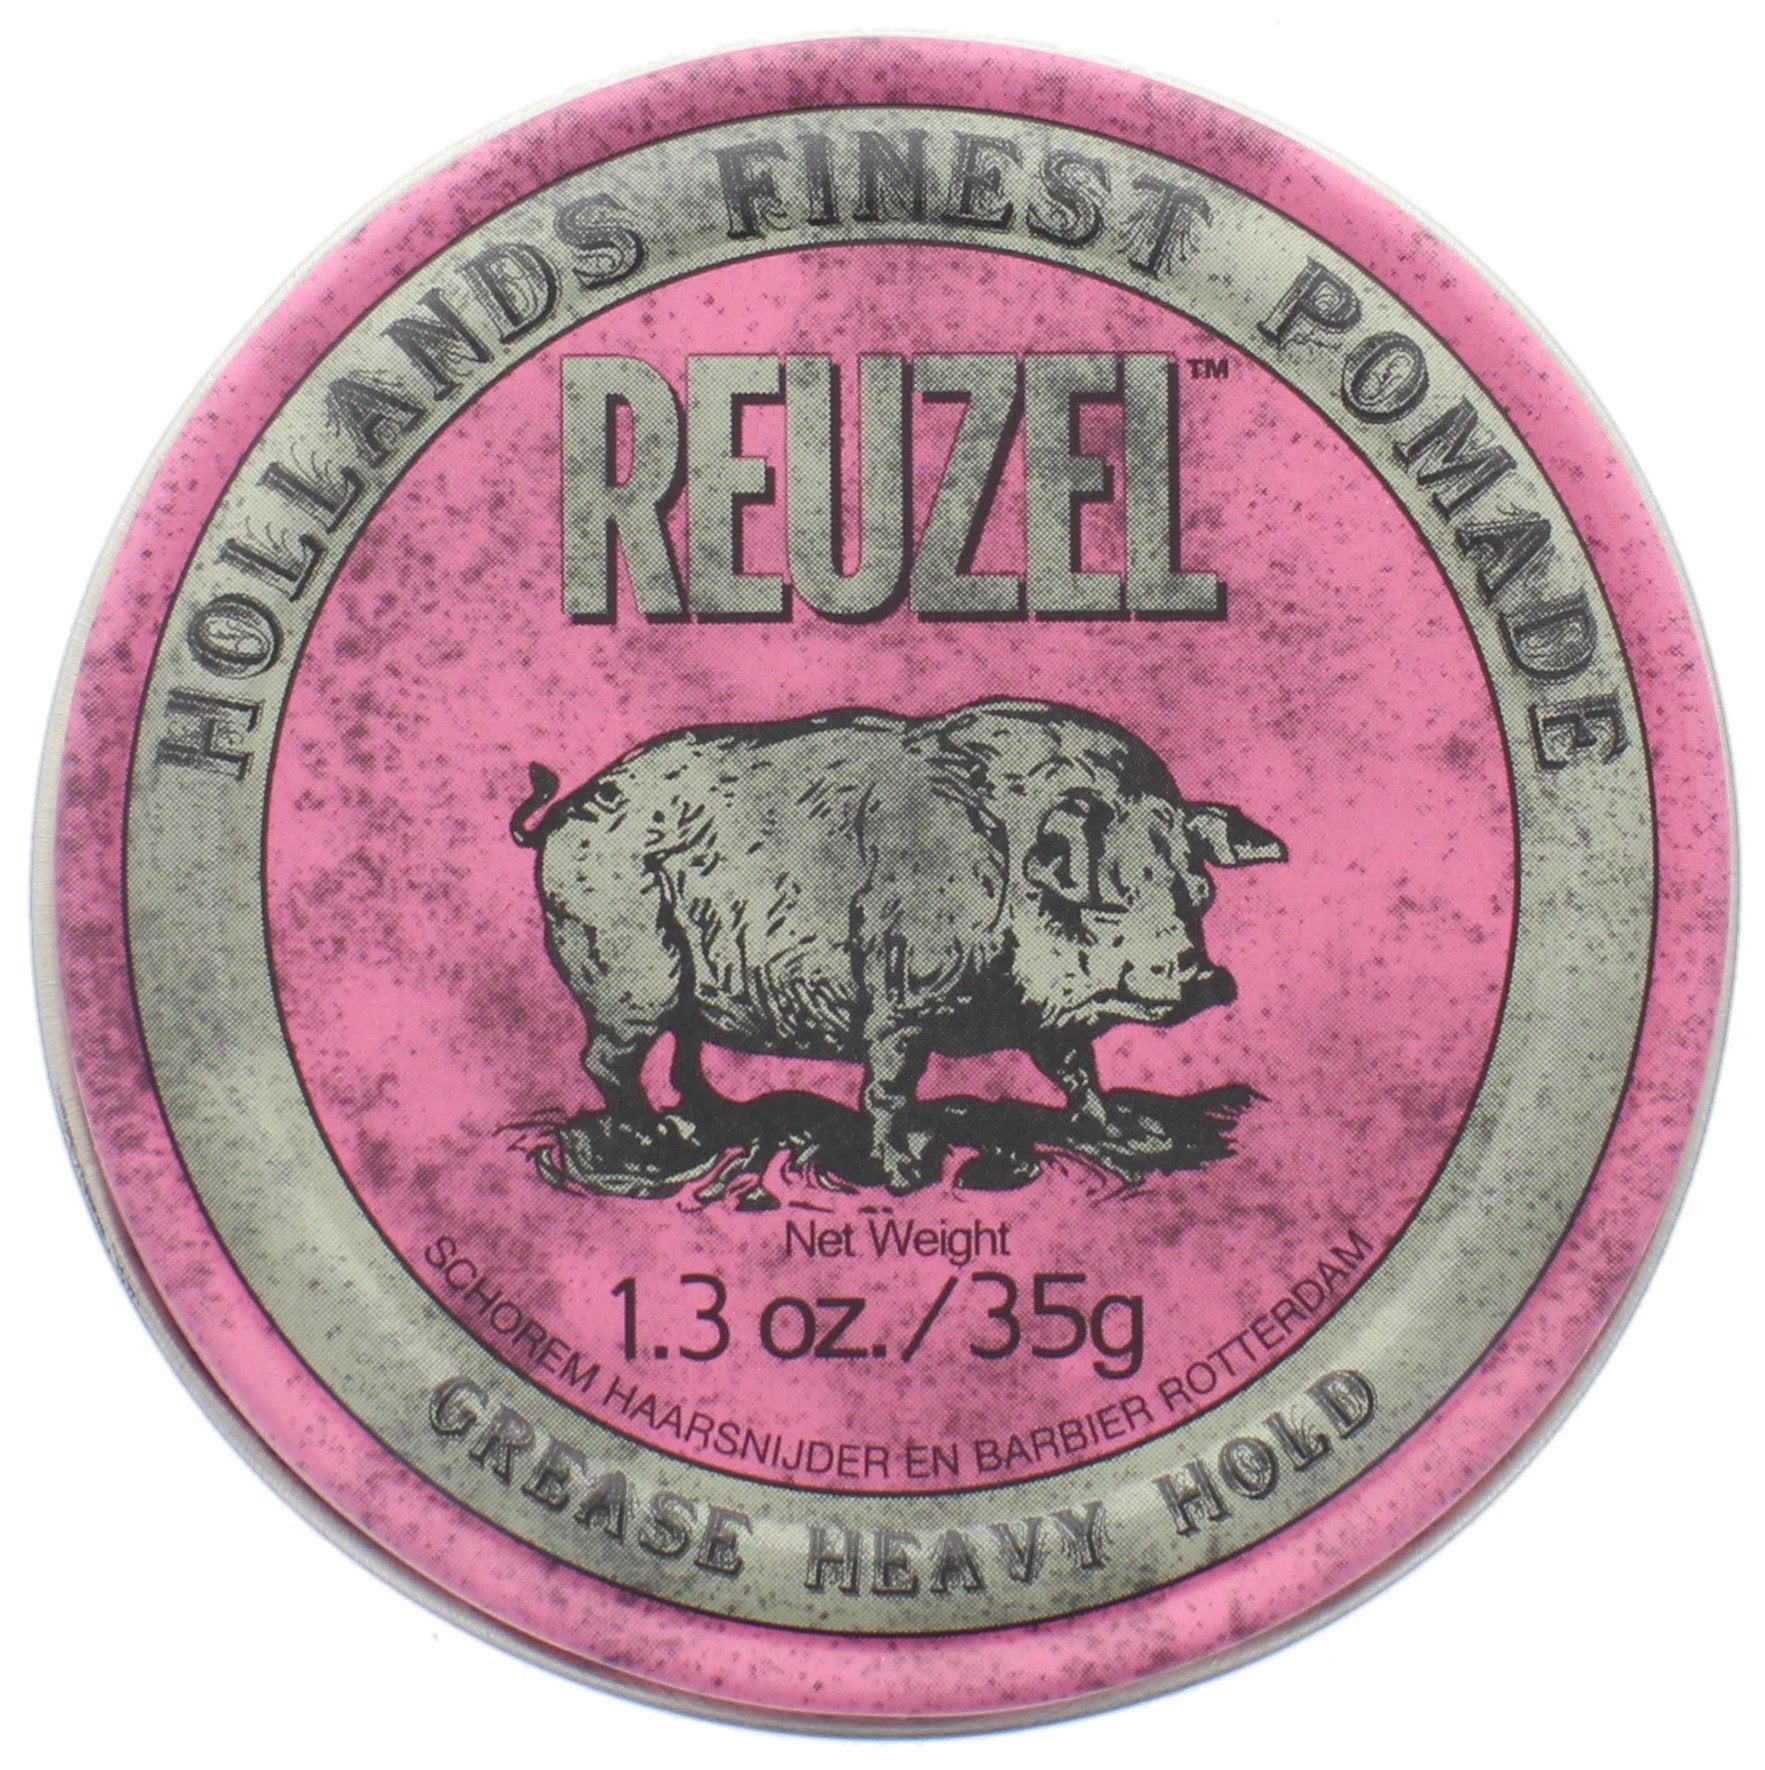 HOLLANDS FINEST POMADE
REUZEL™
Net Weight
1.3 oz./35g
SCHOREM HAARSNIJDER EN BARBIER ROTTERDAM
GREASE HEAVY HOLD